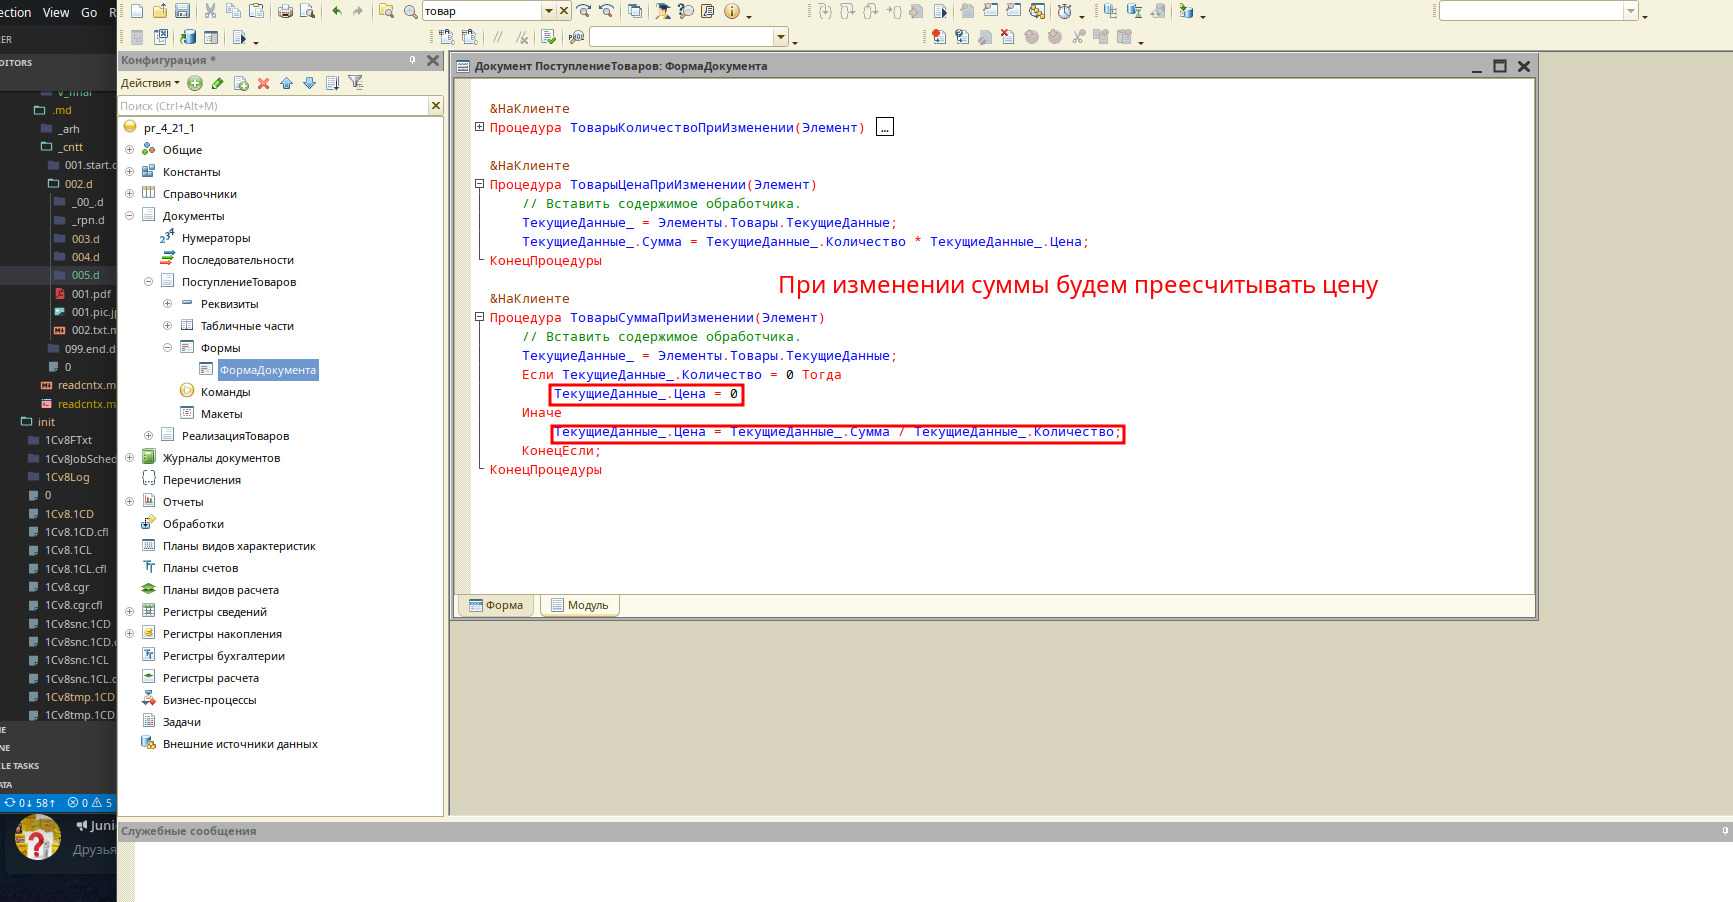 ection View Go R
товар
ER
DITORS
.md
_arh
_cntt
001.start.d
002.d
_00_.d
_rpn.d
003.d
004.d
005.d
001.pdf
001.pic.j
002.txt.m
099.end.d
0
readcntx.m
readcntx.m
init
1Cv8FTxt
1Cv8JobSched
1Cv8Log
0
1Cv8.1CD
1Cv8.1CD.cfl
1Cv8.1CL
1Cv8.1CL.cfl
1Cv8.cgr
1Cv8.cgr.cfl
1Cv8snc.1CD
1Cv8snc.1CD.c
1Cv8snc.1CL
1Cv8snc.1CL.c
1Cv8tmp.1CD
1Cv8tmp.1CD.
NE
LE TASKS
ATA
0↓ 58↑ 0 5
Juni
Друзья
Конфигурация *
Действия
Поиск (Ctrl+Alt+M)
pr_4_21_1
Общие
Константы
Справочники
Документы
Нумераторы
Последовательности
ПоступлениеТоваров
Реквизиты
Табличные части
Формы
ФормаДокумента
Команды
Макеты
РеализацияТоваров
Журналы документов
Перечисления
Отчеты
Обработки
Планы видов характеристик
Планы счетов
Планы видов расчета
Регистры сведений
Регистры накопления
Регистры бухгалтерии
Регистры расчета
Бизнес-процессы
Задачи
Внешние источники данных
Документ ПоступлениеТоваров: ФормаДокумента
&НаКлиенте
Процедура ТоварыКоличествоПриИзменении(Элемент) ...
&НаКлиенте
Процедура ТоварыЦенаПриИзменении(Элемент)
// Вставить содержимое обработчика.
ТекущиеДанные_ = Элементы.Товары.ТекущиеДанные;
ТекущиеДанные_.Сумма = ТекущиеДанные_.Количество * ТекущиеДанные_.Цена;
КонецПроцедуры
При изменении суммы будем преесчитывать цену
&НаКлиенте
Процедура ТоварыСуммаПриИзменении(Элемент)
// Вставить содержимое обработчика.
ТекущиеДанные_ = Элементы.Товары.ТекущиеДанные;
Если ТекущиеДанные_.Количество = 0 Тогда
ТекущиеДанные_.Цена = 0
Иначе
ТекущиеДанные_.Цена = ТекущиеДанные_.Сумма / ТекущиеДанные_.Количество;
КонецЕсли;
КонецПроцедуры
Форма Модуль
Служебные сообщения